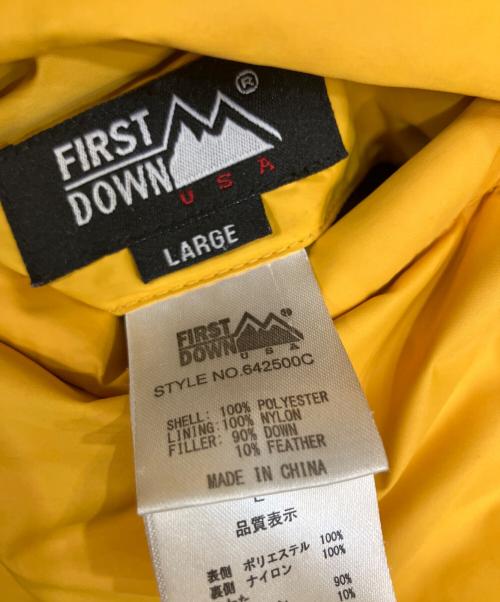 FIRST
DOWN
®
USA
LARGE
FIRST
DOWN
®
USA
STYLE NO.642500C
SHELL: 100% POLYESTER
LINING:100% NYLON
FILLER: 90% DOWN
10% FEATHER
MADE IN CHINA
L
品質表示
表側 ポリエステル 100%
裏側 ナイロン 100%
90%
10%